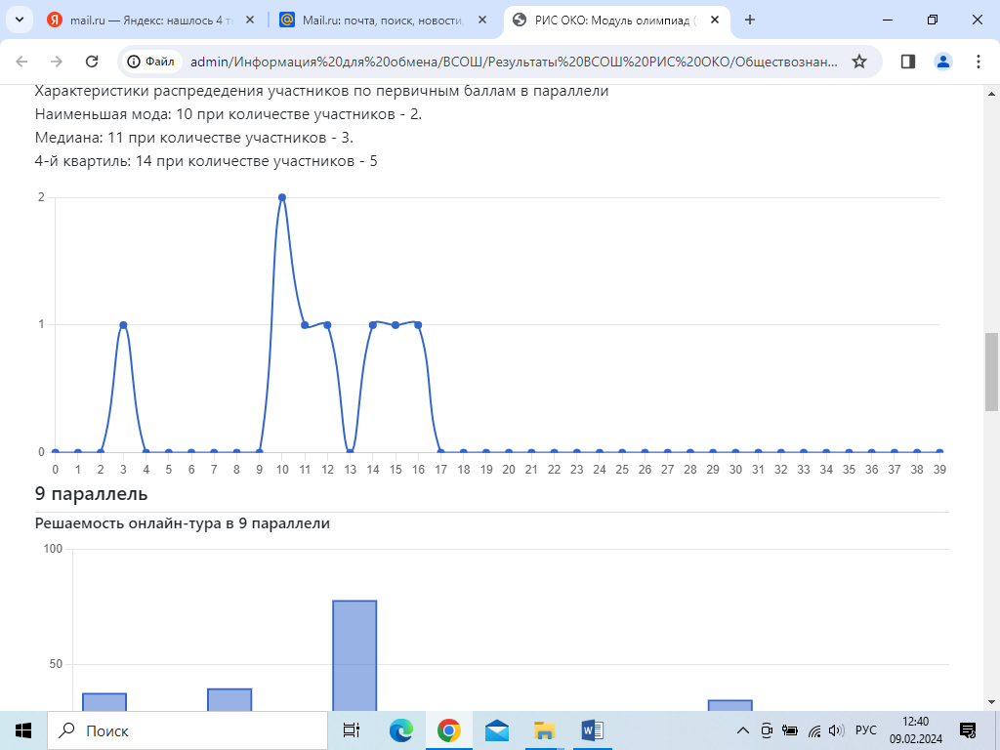 mail.ru — Яндекс: нашлось 4 т
Mail.ru: почта, поиск, новости,
РИС ОКО: Модуль олимпиад (
Файл
admin/Информация%20для%20обмена/ВСОШ/Результаты%20ВСОШ%20РИС%20ОКО/Обществознан...
Характеристики распредедения участников по первичным баллам в параллели
Наименьшая мода: 10 при количестве участников - 2.
Медиана: 11 при количестве участников - 3.
4-й квартиль: 14 при количестве участников - 5
2
1
0
0 1 2 3 4 5 6 7 8 9 10 11 12 13 14 15 16 17 18 19 20 21 22 23 24 25 26 27 28 29 30 31 32 33 34 35 36 37 38 39
9 параллель
Решаемость онлайн-тура в 9 параллели
100
50
Поиск
РУС
12:40
09.02.2024